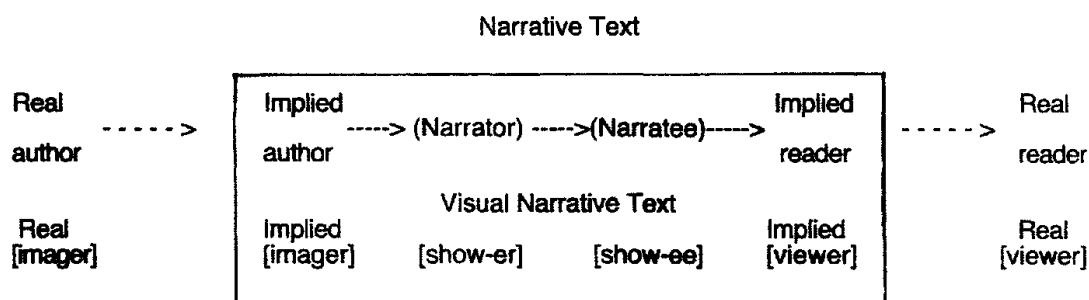 Narrative Text
Real Implied Implied Real
- - - - - > -----> (Narrator) ----->(Narratee)-----> - - - - - >
author author reader reader
Visual Narrative Text
Real Implied Implied Real
[imager] [imager] [show-er] [show-ee] [viewer] [viewer]